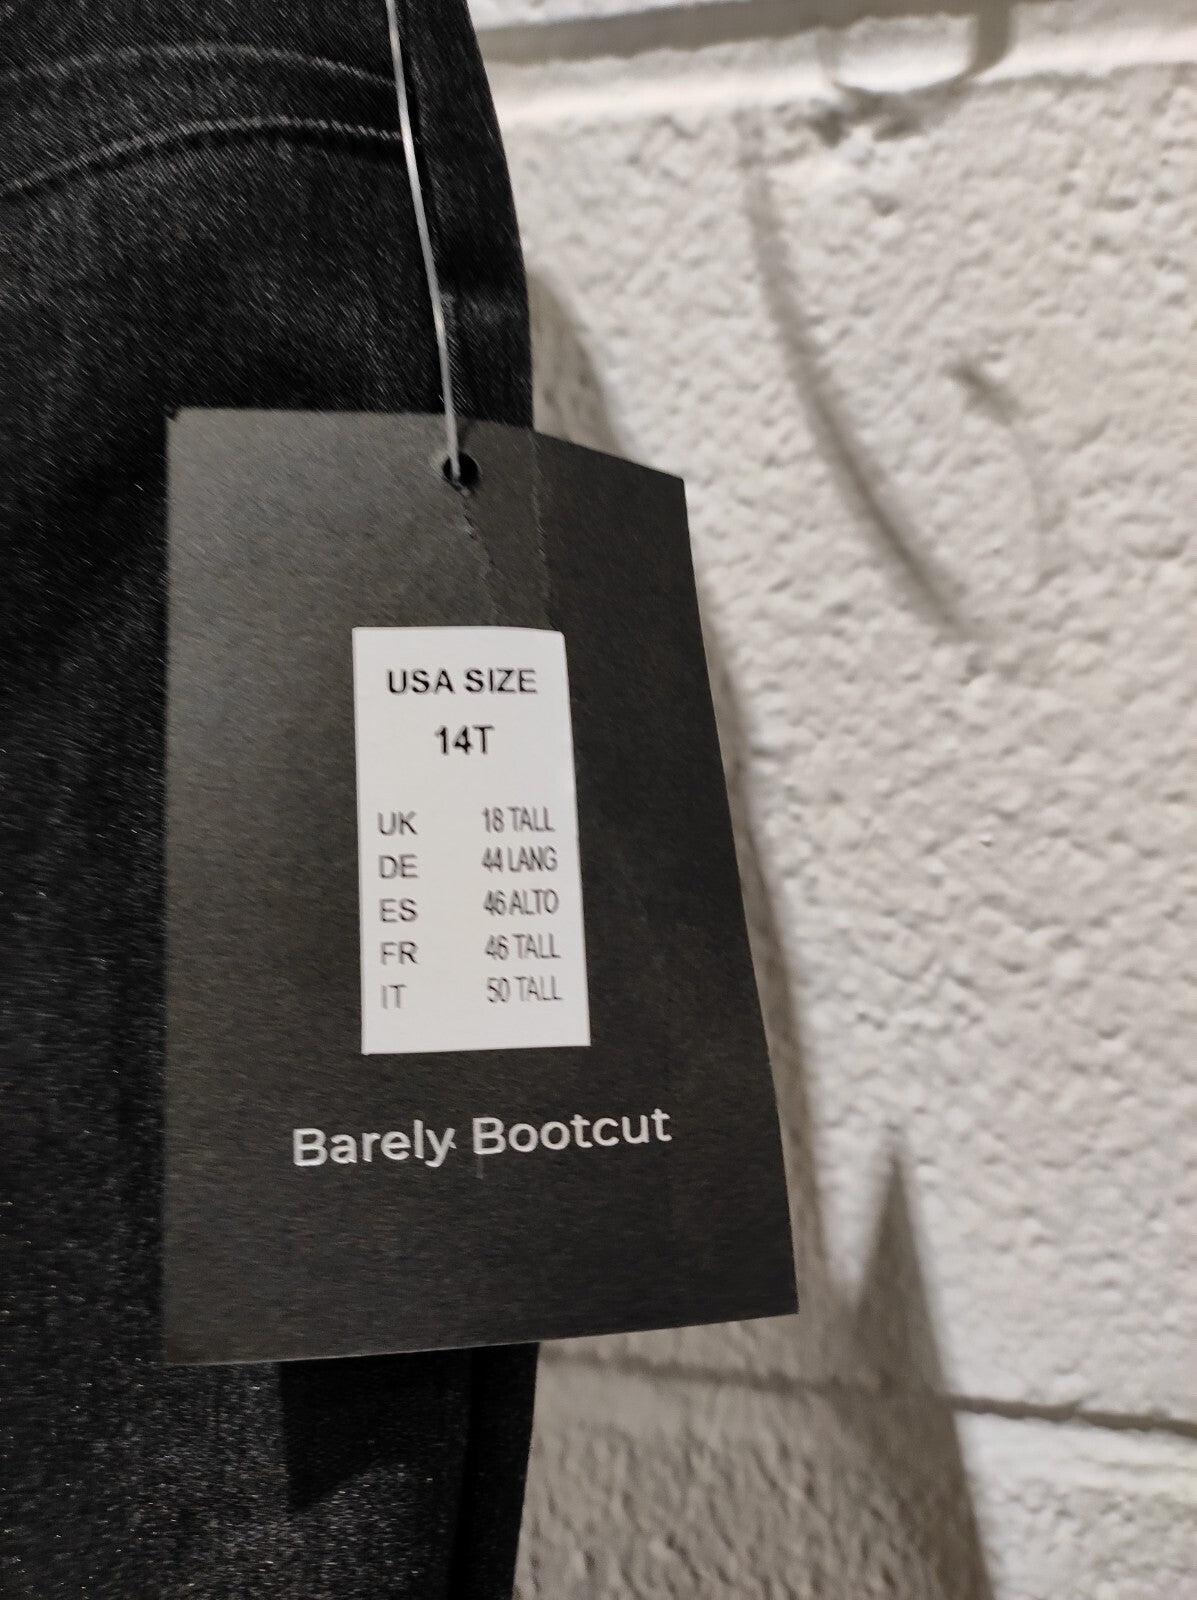 USA SIZE
14T
UK 18 TALL
DE 44 LANG
ES 46 ALTO
FR 46 TALL
IT 50 TALL
Barely Bootcut